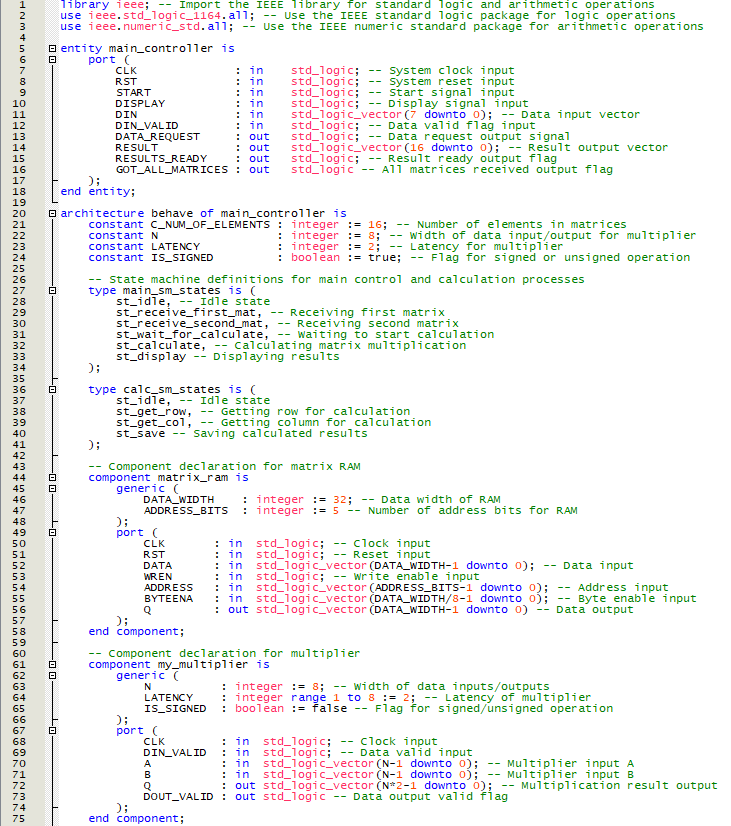 1 library ieee; -- Import the IEEE library for standard logic and arithmetic operations
2 use ieee.std_logic_1164.all; -- Use the IEEE standard logic package for logic operations
3 use ieee.numeric_std.all; -- Use the IEEE numeric standard package for arithmetic operations
4
5 entity main_controller is
6 port (
7 CLK : in std_logic; -- System clock input
8 RST : in std_logic; -- System reset input
9 START : in std_logic; -- Start signal input
10 DISPLAY : in std_logic; -- Display signal input
11 DIN : in std_logic_vector(7 downto 0); -- Data input vector
12 DIN_VALID : in std_logic; -- Data valid flag input
13 DATA_REQUEST : out std_logic; -- Data request output signal
14 RESULT : out std_logic_vector(16 downto 0); -- Result output vector
15 RESULTS_READY : out std_logic; -- Result ready output flag
16 GOT_ALL_MATRICES : out std_logic -- All matrices received output flag
17 );
18 end entity;
19
20 architecture behave of main_controller is
21 constant C_NUM_OF_ELEMENTS : integer := 16; -- Number of elements in matrices
22 constant N : integer := 8; -- Width of data input/output for multiplier
23 constant LATENCY : integer := 2; -- Latency for multiplier
24 constant IS_SIGNED : boolean := true; -- Flag for signed or unsigned operation
25
26 -- State machine definitions for main control and calculation processes
27 type main_sm_states is (
28 st_idle, -- Idle state
29 st_receive_first_mat, -- Receiving first matrix
30 st_receive_second_mat, -- Receiving second matrix
31 st_wait_for_calculate, -- Waiting to start calculation
32 st_calculate, -- Calculating matrix multiplication
33 st_display -- Displaying results
34 );
35
36 type calc_sm_states is (
37 st_idle, -- Idle state
38 st_get_row, -- Getting row for calculation
39 st_get_col, -- Getting column for calculation
40 st_save -- Saving calculated results
41 );
42
43 -- Component declaration for matrix RAM
44 component matrix_ram is
45 generic (
46 DATA_WIDTH : integer := 32; -- Data width of RAM
47 ADDRESS_BITS : integer := 5 -- Number of address bits for RAM
48 );
49 port (
50 CLK : in std_logic; -- Clock input
51 RST : in std_logic; -- Reset input
52 DATA : in std_logic_vector(DATA_WIDTH-1 downto 0); -- Data input
53 WREN : in std_logic; -- Write enable input
54 ADDRESS : in std_logic_vector(ADDRESS_BITS-1 downto 0); -- Address input
55 BYTEENA : in std_logic_vector(DATA_WIDTH/8-1 downto 0); -- Byte enable input
56 Q : out std_logic_vector(DATA_WIDTH-1 downto 0) -- Data output
57 );
58 end component;
59
60 -- Component declaration for multiplier
61 component my_multiplier is
62 generic (
63 N : integer := 8; -- Width of data inputs/outputs
64 LATENCY : integer range 1 to 8 := 2; -- Latency of multiplier
65 IS_SIGNED : boolean := false -- Flag for signed/unsigned operation
66 );
67 port (
68 CLK : in std_logic; -- Clock input
69 DIN_VALID : in std_logic; -- Data valid input
70 A : in std_logic_vector(N-1 downto 0); -- Multiplier input A
71 B : in std_logic_vector(N-1 downto 0); -- Multiplier input B
72 Q : out std_logic_vector(N*2-1 downto 0); -- Multiplication result output
73 DOUT_VALID : out std_logic -- Data output valid flag
74 );
75 end component;